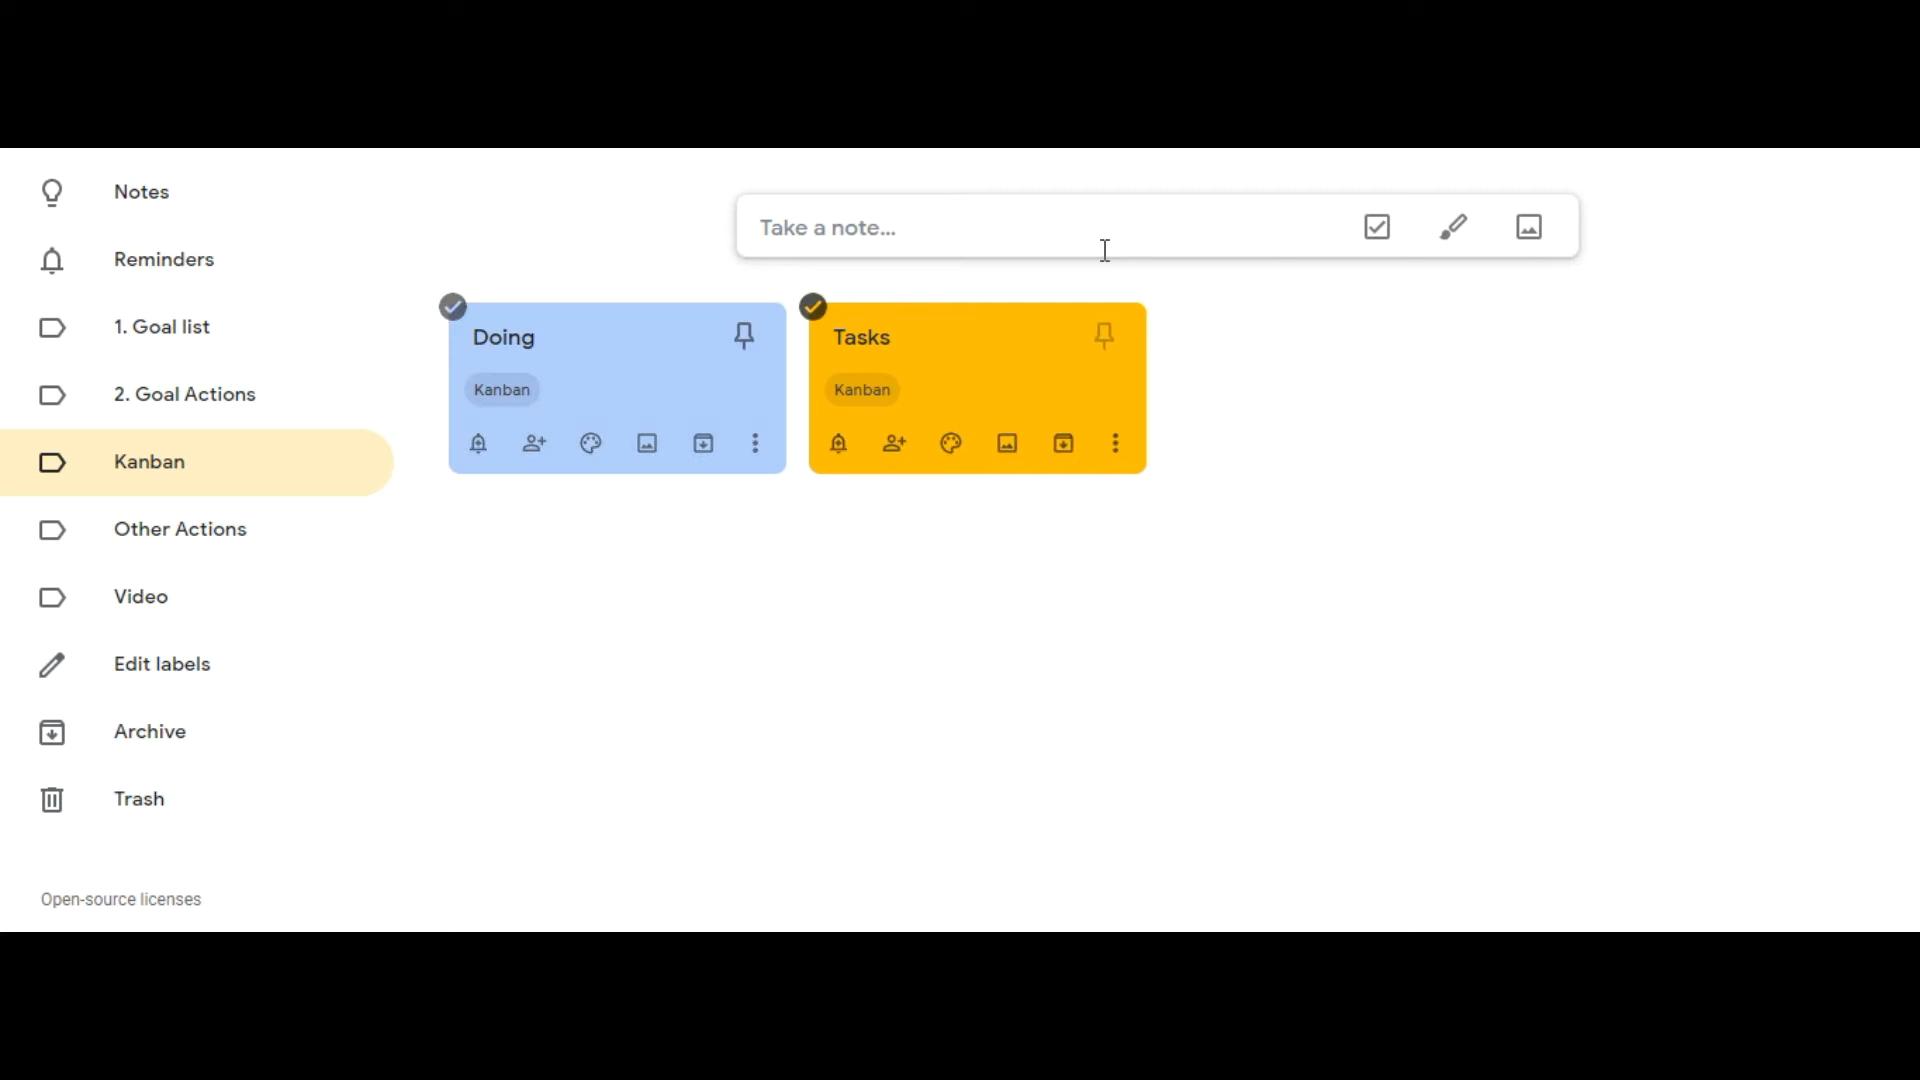 Notes
Reminders
1. Goal list
2. Goal Actions
Kanban
Other Actions
Video
Edit labels
Archive
Trash
Open-source licenses
Take a note...
Doing
Kanban
Tasks
Kanban